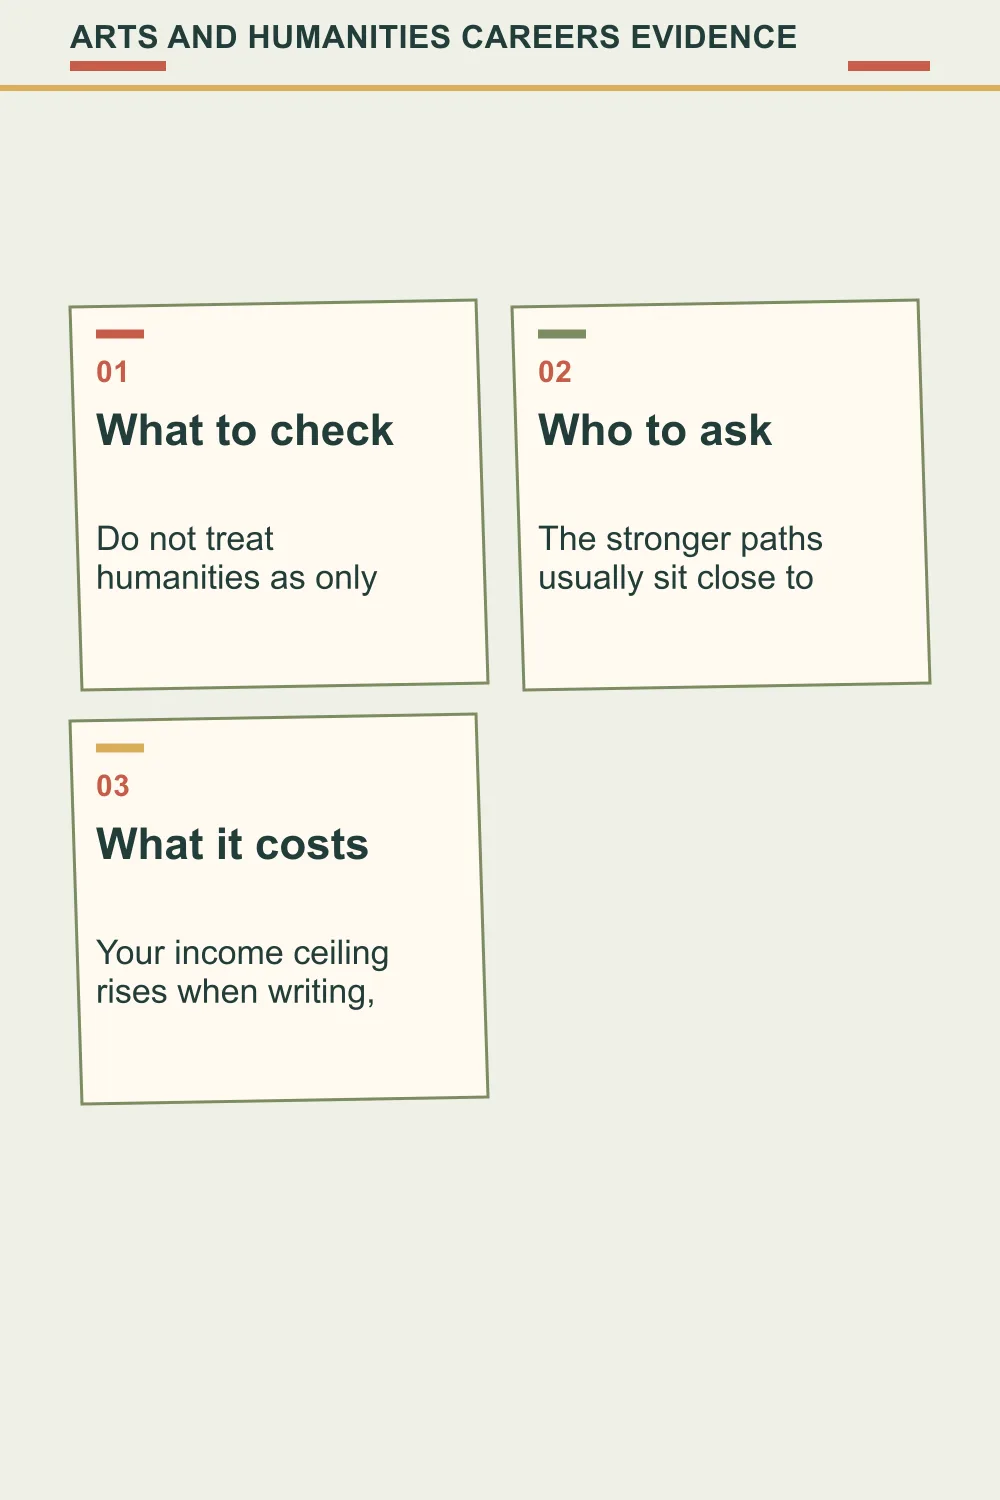 ARTS AND HUMANITIES CAREERS EVIDENCE
01
What to check
Do not treat
humanities as only
02
Who to ask
The stronger paths
usually sit close to
03
What it costs
Your income ceiling
rises when writing,